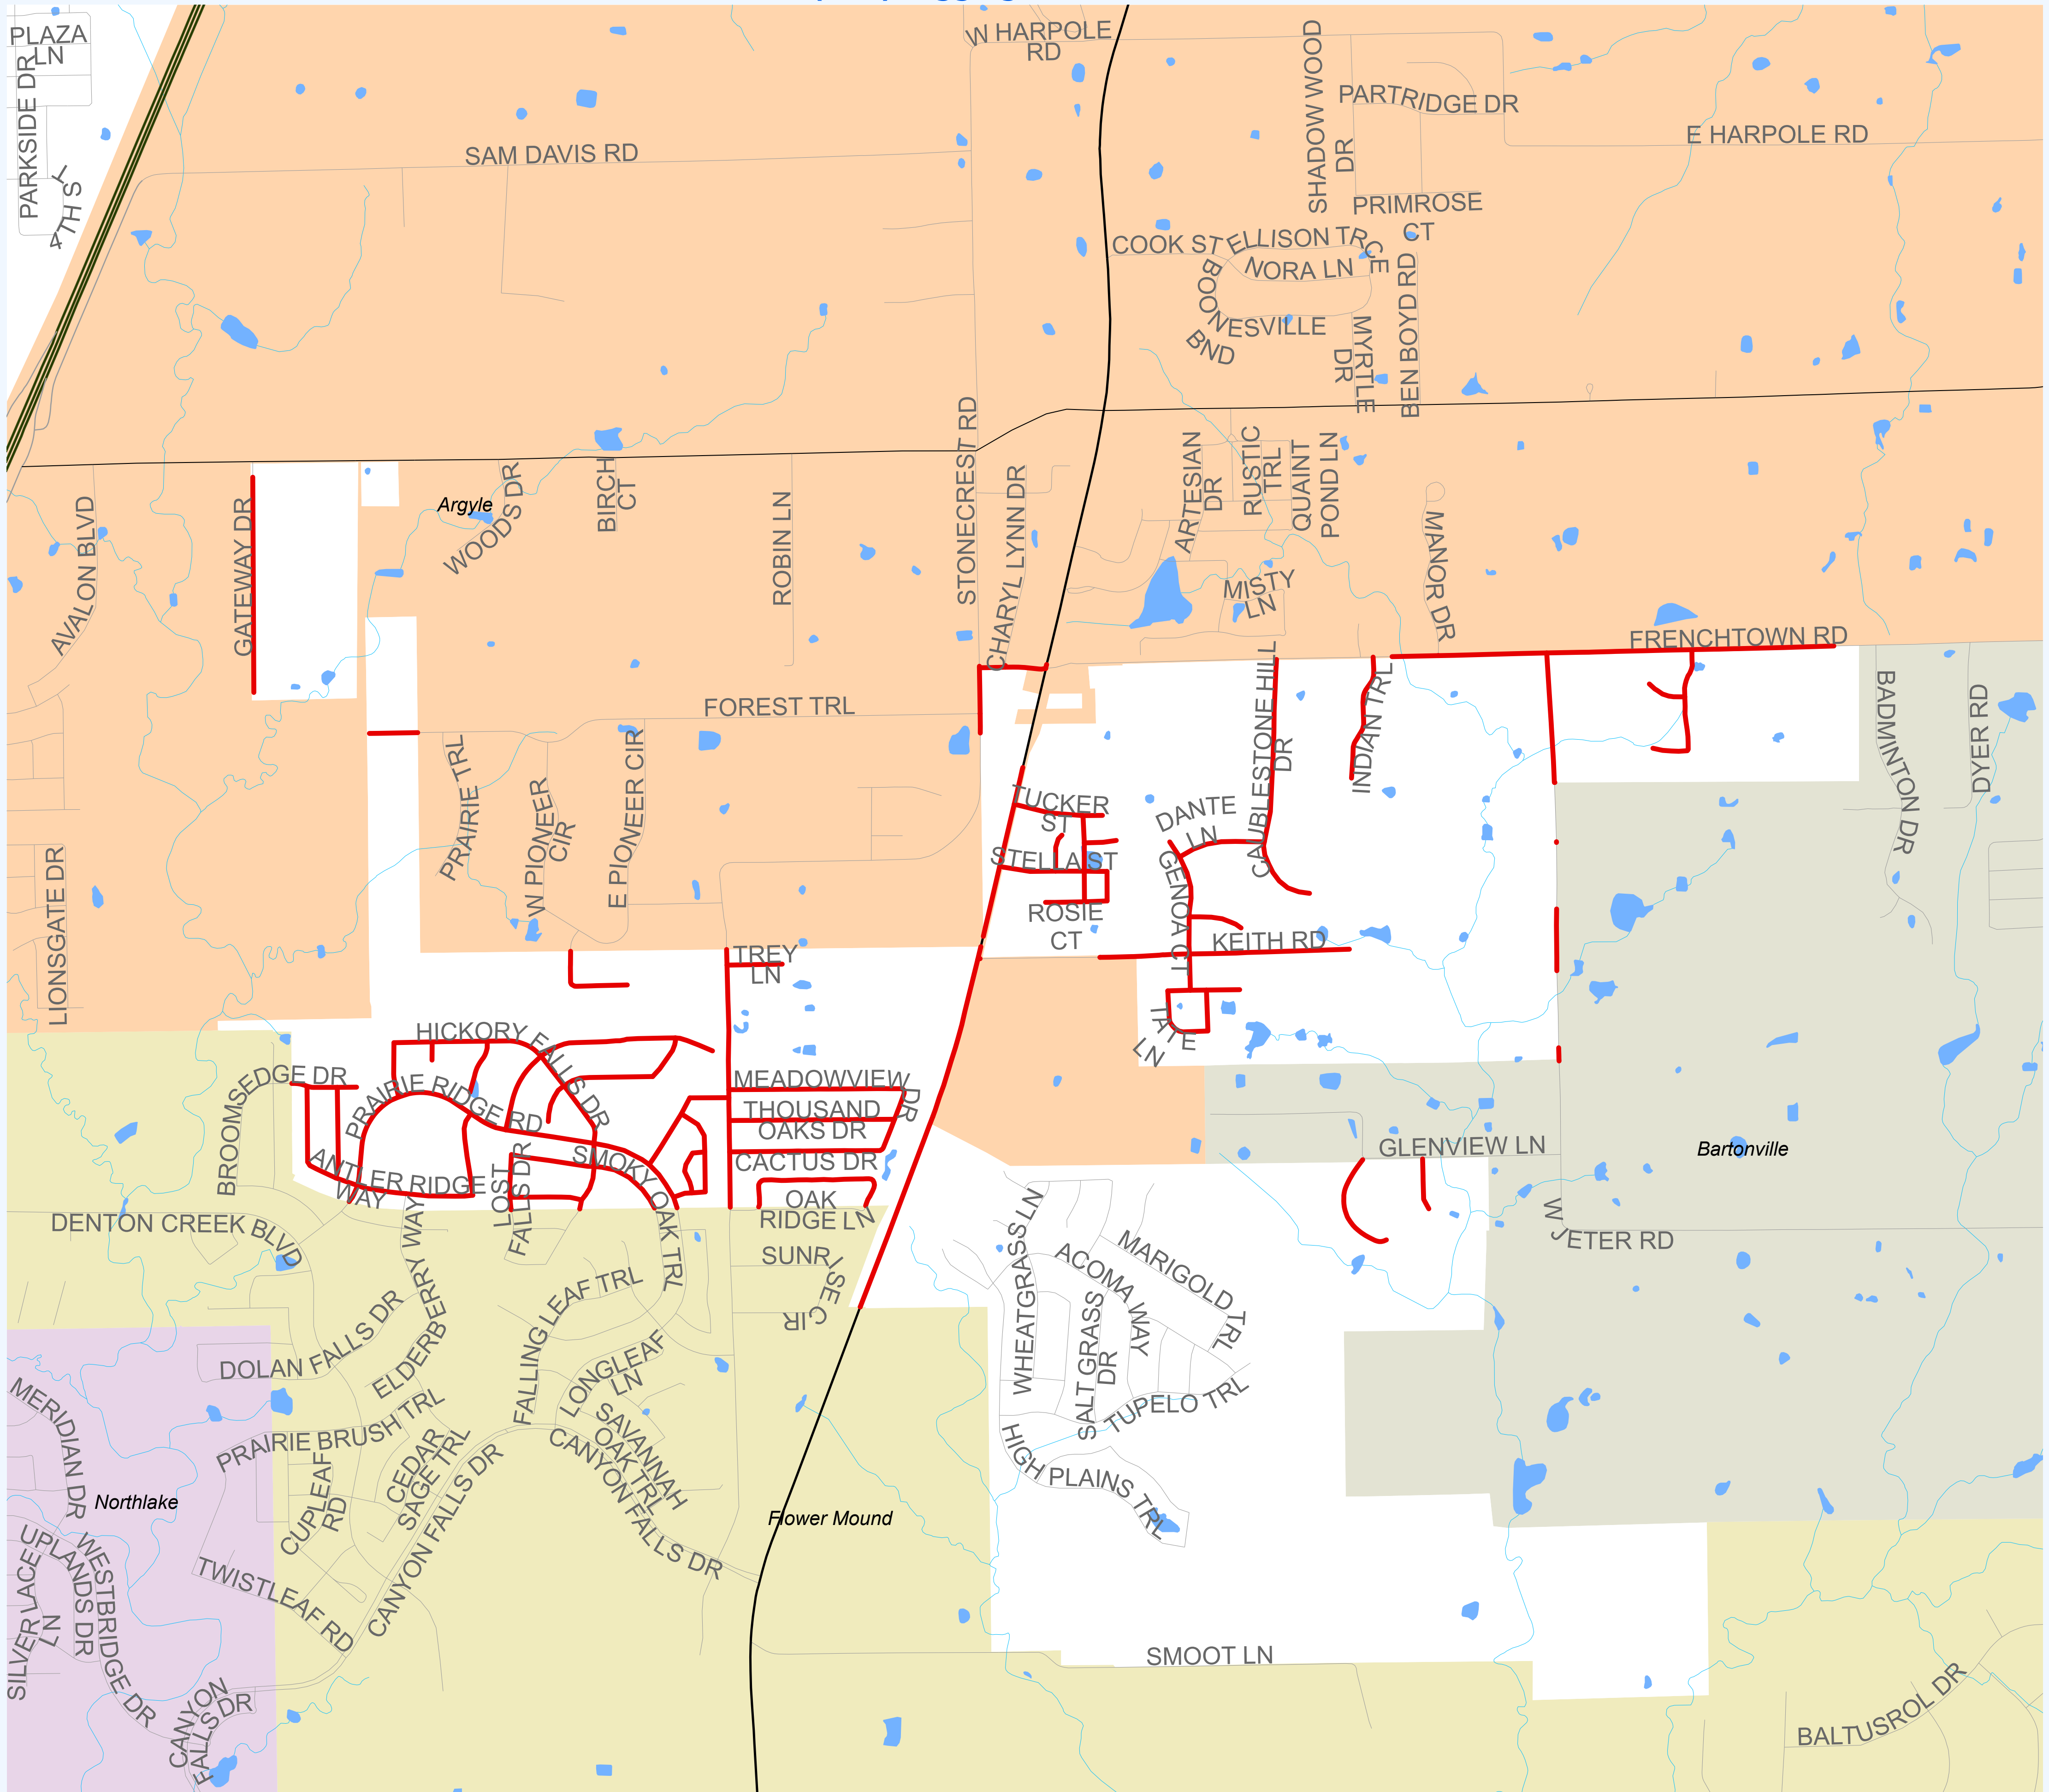 PLAZA
LN
PARKSIDE DR
4TH ST
W HARPOLE
RD
SHADOW WOOD
DR
PARTRIDGE DR
E HARPOLE RD
SAM DAVIS RD
PRIMROSE
CT
COOK ST
ELLISON TRCE
NORA LN
BOONESVILLE
BND
MYRTLE
DR
BEN BOYD RD
STONECREST RD
CHARYL LYNN DR
ARTESIAN
DR
RUSTIC
TRL
QUAINT
POND LN
MANOR DR
MISTY
LN
AVALON BLVD
GATEWAY DR
Argyle
WOODS DR
BIRCH
CT
ROBIN LN
FRENCHTOWN RD
FOREST TRL
PRAIRIE TRL
W PIONEER
CIR
E PIONEER CIR
CAUBLESTONE HILL
DR
INDIAN TRL
BADMINTON DR
DYER RD
LIONSGATE DR
TUCKER
ST
STELLA ST
ROSIE
CT
DANTE
LN
GENOA CT
KEITH RD
TATE
LN
TREY
LN
HICKORY FALLS DR
BROOMSEDGE DR
PRAIRIE RIDGE RD
ANTLER RIDGE
WAY
LOST
FALLS DR
SMOKY OAK TRL
MEADOWVIEW
DR
THOUSAND
OAKS DR
CACTUS DR
OAK
RIDGE LN
SUNRISE CIR
GLENVIEW LN
Bartonville
W JETER RD
DENTON CREEK BLVD
ELDERBERRY WAY
DOLAN FALLS DR
FALLING LEAF TRL
LONGLEAF
LN
SAVANNAH
OAK TRL
CANYON FALLS DR
WHEATGRASS LN
ACOMA WAY
MARIGOLD
TRL
SALT GRASS
DR
TUPELO TRL
HIGH PLAINS TRL
MERIDIAN DR
Northlake
PRAIRIE BRUSH TRL
CUPLEAF
RD
CEDAR
SAGE TRL
CANYON FALLS DR
Flower Mound
TWISTLEAF RD
UPLANDS DR
WESTBRIDGE DR
SILVER LACE
LN
CANYON
FALLS DR
SMOOT LN
BALTUSROL DR